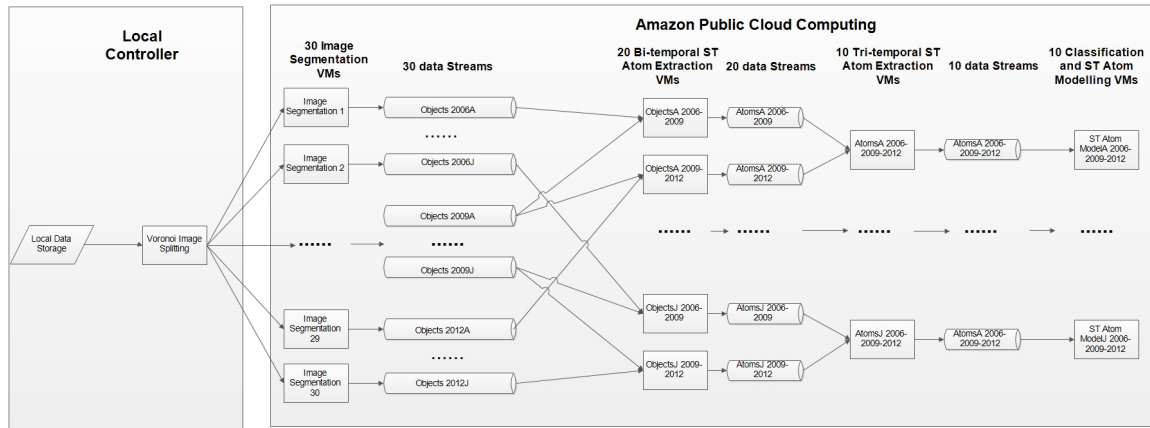 Local
Controller
Amazon Public Cloud Computing
30 Image
Segmentation
VMs
30 data Streams
20 Bi-temporal ST
Atom Extraction VMs
20 data Streams
10 Tri-temporal ST
Atom Extraction VMs
10 data Streams
10 Classification
and ST Atom
Modelling VMs
Local Data
Storage
Voronoi Image
Splitting
Image
Segmentation 1
Image
Segmentation 2
......
Image
Segmentation
29
Image
Segmentation
30
Objects 2006A
......
Objects 2006J
Objects 2009A
......
Objects 2009J
Objects 2012A
......
Objects 2012J
ObjectsA 2006-
2009
ObjectsA 2009-
2012
......
ObjectsJ 2006-
2009
ObjectsJ 2009-
2012
AtomsA 2006-
2009
AtomsA 2009-
2012
......
AtomsJ 2006-
2009
AtomsJ 2009-
2012
AtomsA 2006-
2009-2012
......
AtomsJ 2006-
2009-2012
AtomsA 2006-
2009-2012
......
AtomsA 2006-
2009-2012
ST Atom
ModelA 2006-
2009-2012
......
ST Atom
ModelJ 2006-
2009-2012